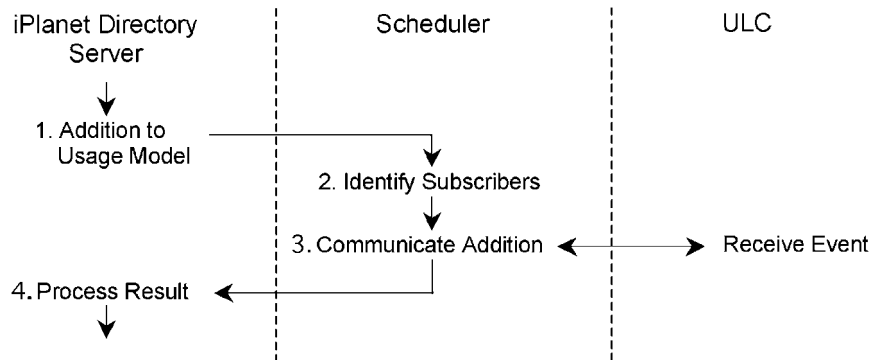 iPlanet Directory
Server
Scheduler
ULC
1. Addition to
Usage Model
2. Identify Subscribers
3. Communicate Addition
Receive Event
4. Process Result